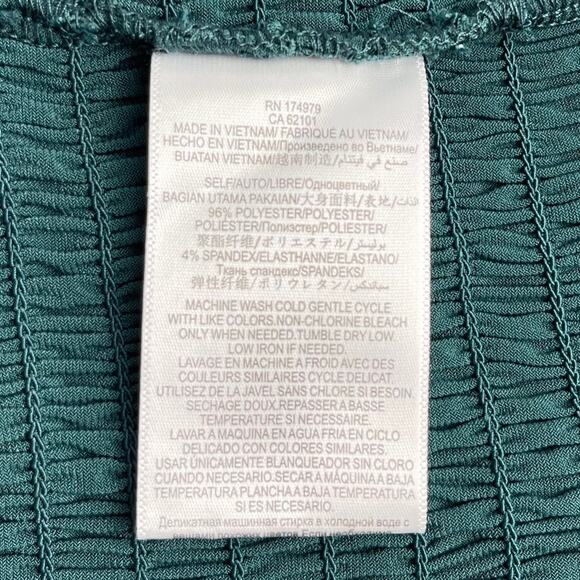 RN 174979
CA 62101
MADE IN VIETNAM/ FABRIQUÉ AU VIETNAM/
HECHO EN VIETNAM/Произведено во Вьетнаме/
BUATAN VIETNAM/越南制造/صنع في فيتنام/
SELF/AUTO/LIBRE/Одноцветный/
BAGIAN UTAMA PAKAIAN/大身面料/表地/الذات
96% POLYESTER/POLYESTER/
POLIÉSTER/Полиэстер/POLYESTER/
聚酯纤维/ポリエステル/بوليستر
4% SPANDEX/ELASTHANNE/ELASTANO/
Ткань спандекс/SPANDEKS/
弹性纤维/ポリウレタン/سباندكس
MACHINE WASH COLD GENTLE CYCLE
WITH LIKE COLORS.NON-CHLORINE BLEACH
ONLY WHEN NEEDED.TUMBLE DRY LOW.
LOW IRON IF NEEDED.
LAVAGE EN MACHINE A FROID AVEC DES
COULEURS SIMILAIRES CYCLE DELICAT.
UTILISEZ DE LA JAVEL SANS CHLORE SI BESOIN.
SECHAGE DOUX.REPASSER A BASSE
TEMPERATURE SI NECESSAIRE.
LAVAR A MAQUINA EN AGUA FRIA EN CICLO
DELICADO CON COLORES SIMILARES.
USAR ÚNICAMENTE BLANQUEADOR SIN CLORO
CUANDO NECESARIO.SECAR A MÁQUINA A BAJA
TEMPERATURA PLANCHA A BAJA TEMPERATURA
SI ES NECESARIO.
Деликатная машинная стирка в холодной воде с